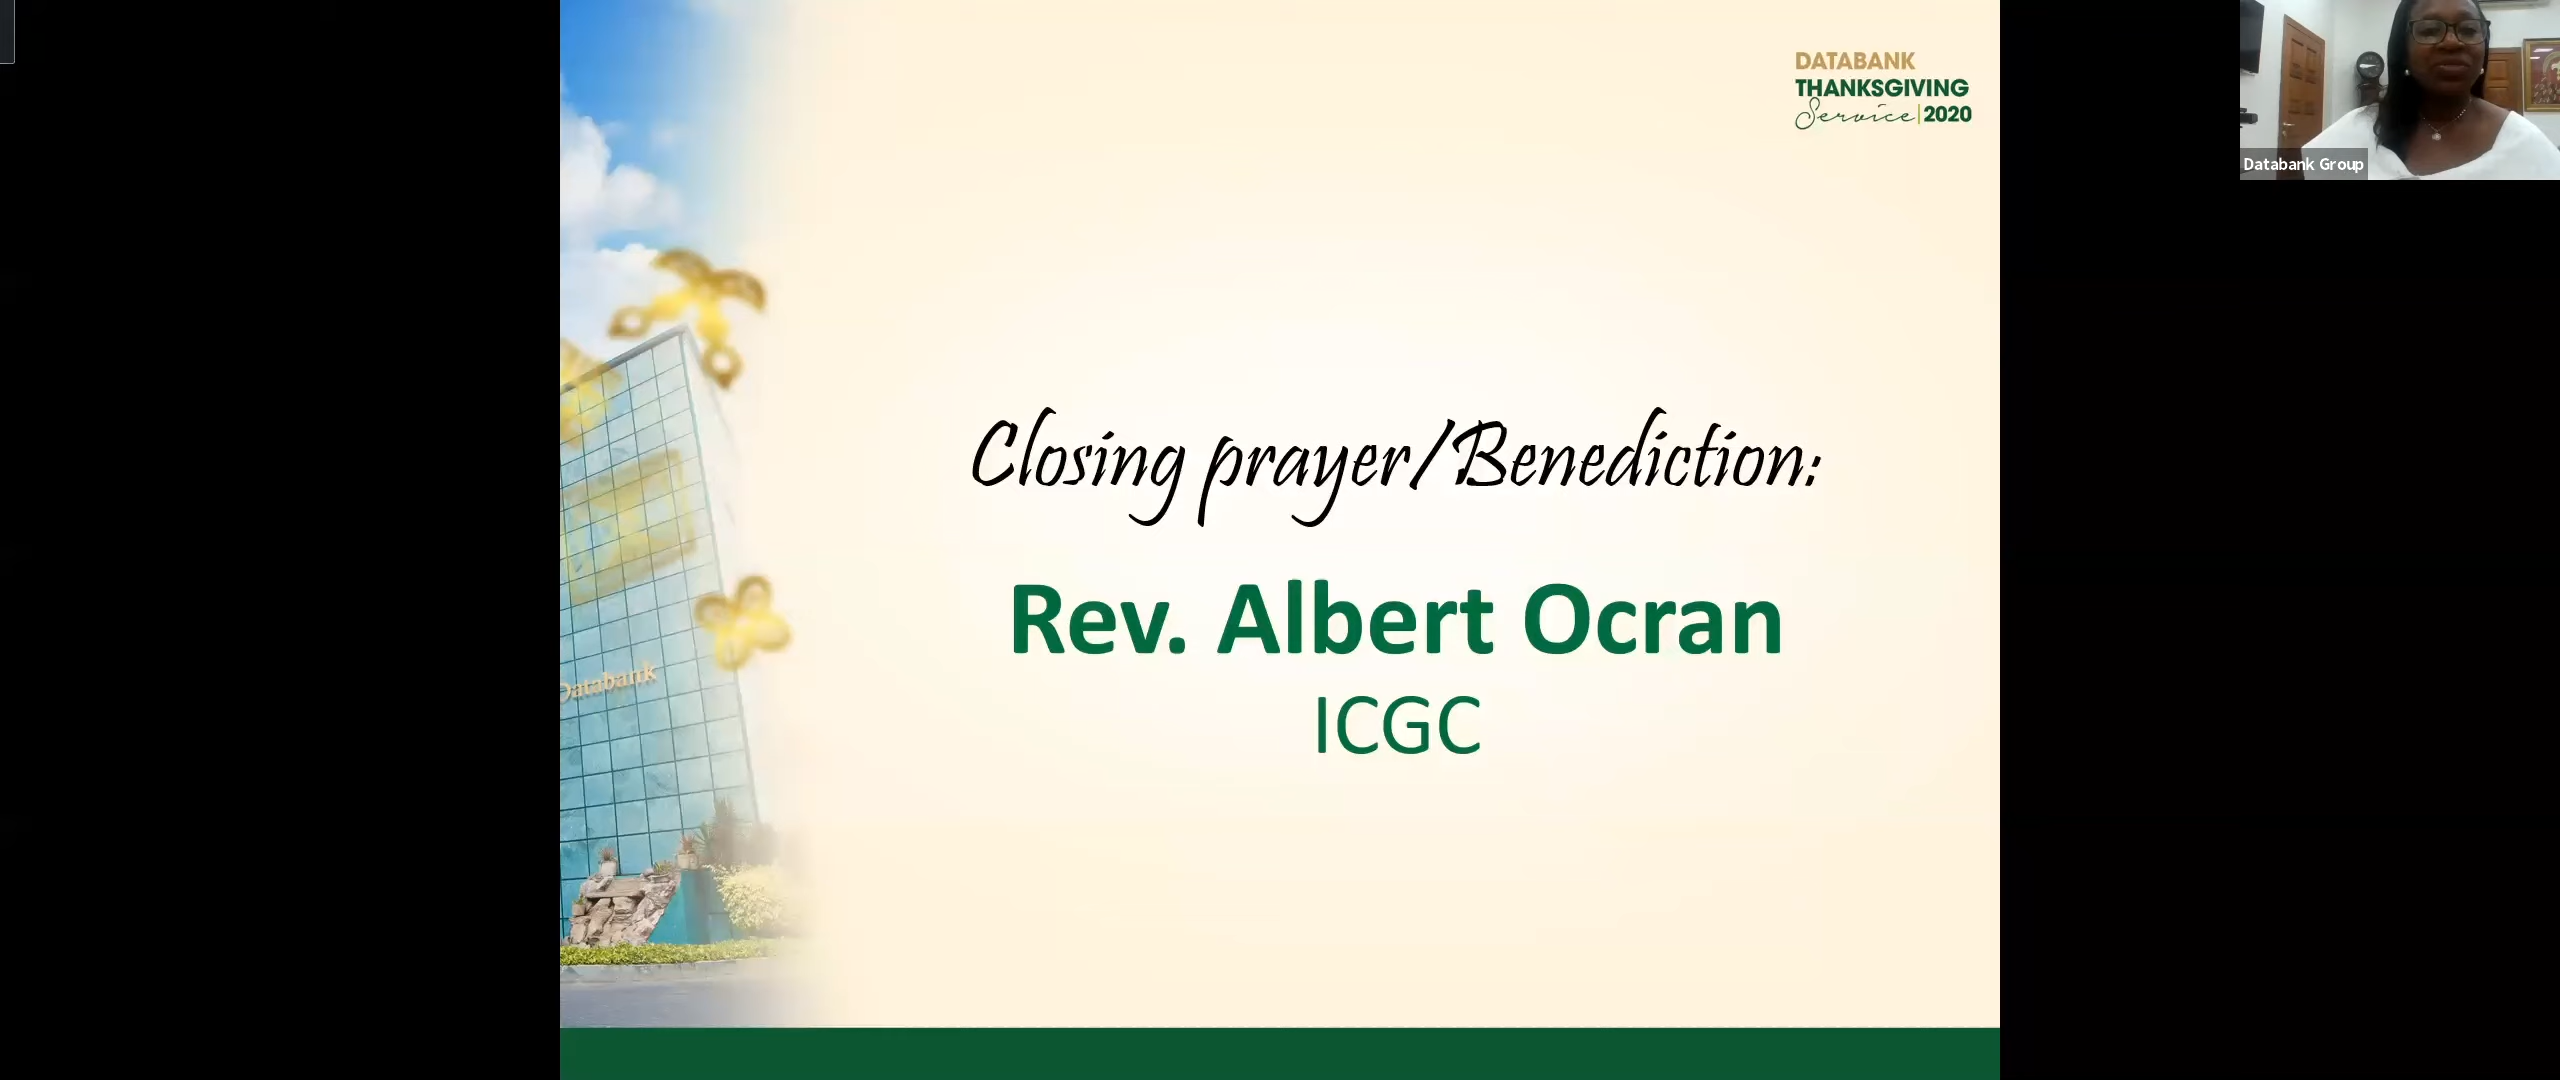 DATABANK
THANKSGIVING
Service | 2020
Databank Group
Closing prayer/Benediction:
Rev. Albert Ocran
Databank
ICGC